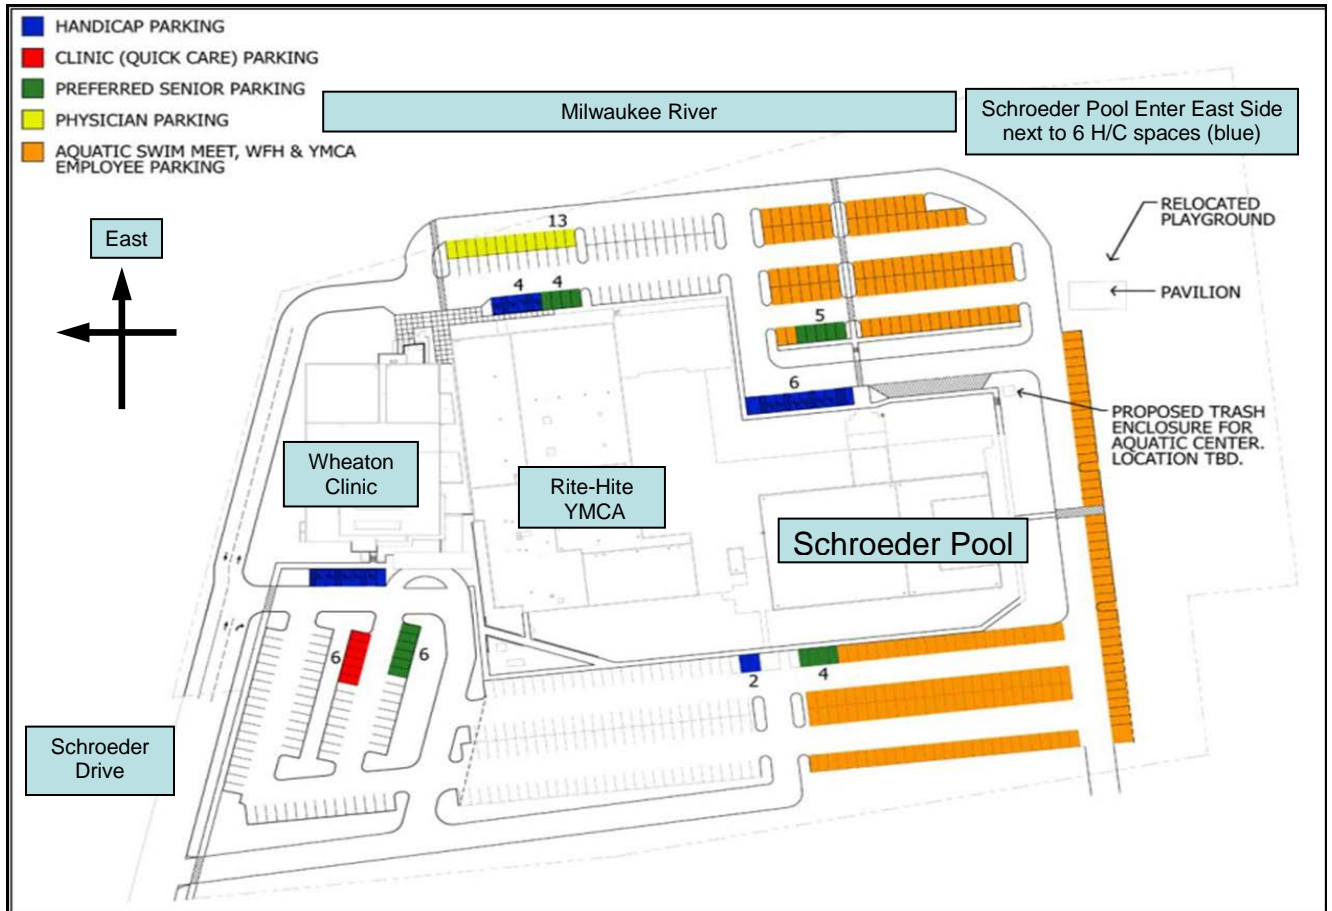 HANDICAP PARKING
CLINIC (QUICK CARE) PARKING
PREFERRED SENIOR PARKING
PHYSICIAN PARKING
AQUATIC SWIM MEET, WFH & YMCA
EMPLOYEE PARKING
Milwaukee River
Schroeder Pool Enter East Side
next to 6 H/C spaces (blue)
RELOCATED
PLAYGROUND
East
13
4
4
PAVILION
5
6
PROPOSED TRASH
ENCLOSURE FOR
AQUATIC CENTER.
LOCATION TBD.
Wheaton
Clinic
Rite-Hite
YMCA
Schroeder Pool
6
6
2
4
Schroeder
Drive